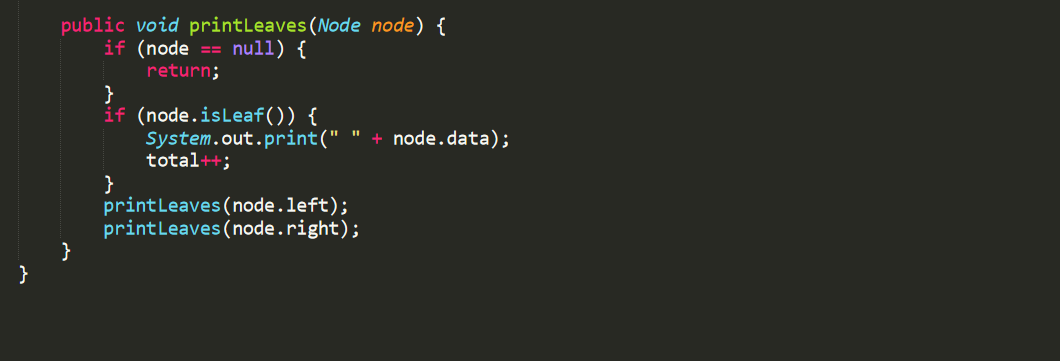 public void printLeaves(Node node) {
if (node == null) {
return;
}
if (node.isLeaf()) {
System.out.print(" " + node.data);
total++;
}
printLeaves(node.left);
printLeaves(node.right);
}
}